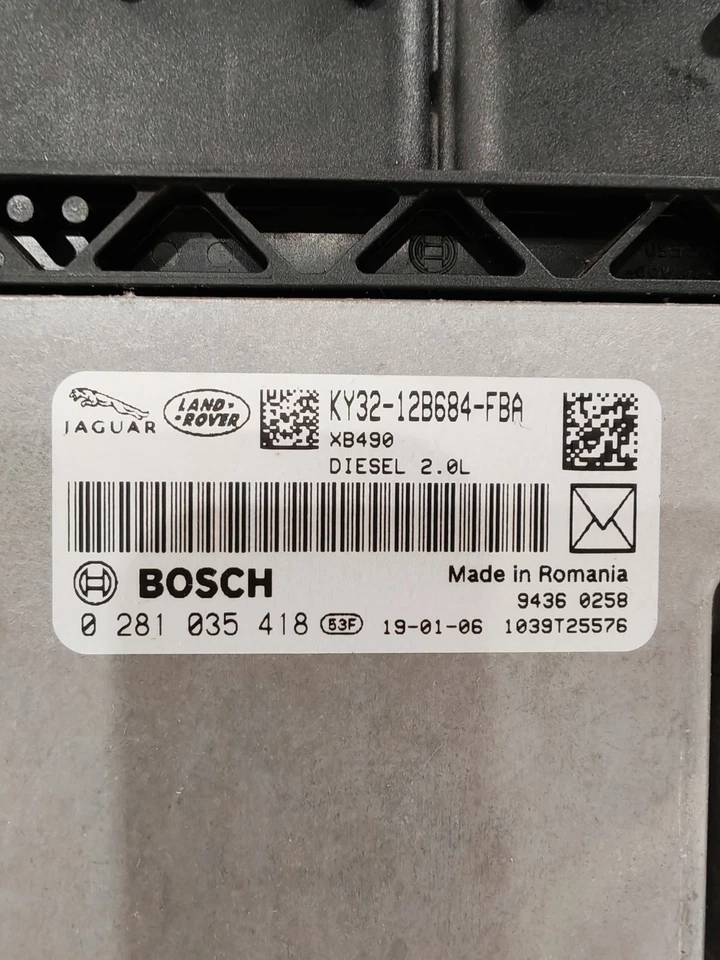 JAGUAR
LAND-
-ROVER
KY32-12B684-FBA
XB490
DIESEL 2.0L
BOSCH
Made in Romania
9436 0258
0 281 035 418 53F 19-01-06 1039T25576